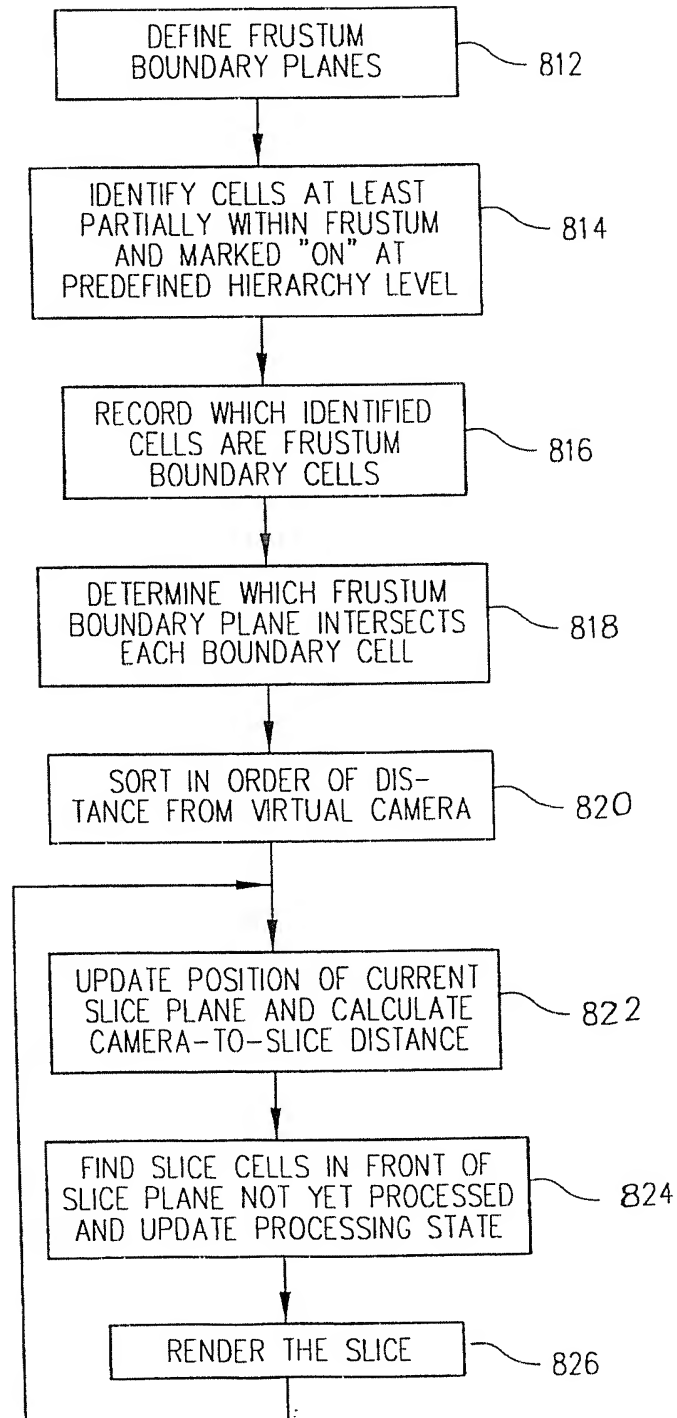 DEFINE FRUSTUM
BOUNDARY PLANES
812
IDENTIFY CELLS AT LEAST
PARTIALLY WITHIN FRUSTUM
AND MARKED "ON" AT
PREDEFINED HIERARCHY LEVEL
814
RECORD WHICH IDENTIFIED
CELLS ARE FRUSTUM
BOUNDARY CELLS
816
DETERMINE WHICH FRUSTUM
BOUNDARY PLANE INTERSECTS
EACH BOUNDARY CELL
818
SORT IN ORDER OF DIS-
TANCE FROM VIRTUAL CAMERA
820
UPDATE POSITION OF CURRENT
SLICE PLANE AND CALCULATE
CAMERA-TO-SLICE DISTANCE
822
FIND SLICE CELLS IN FRONT OF
SLICE PLANE NOT YET PROCESSED
AND UPDATE PROCESSING STATE
824
RENDER THE SLICE
826